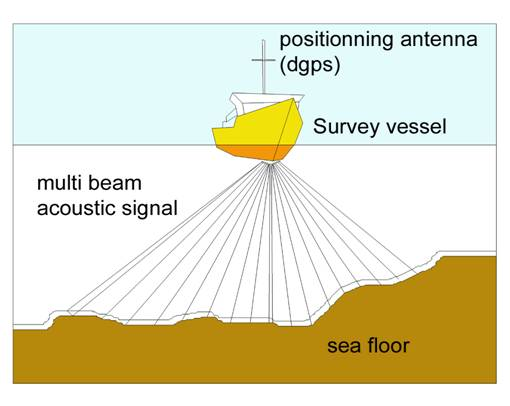 positionning antenna
(dgps)
Survey vessel
multi beam
acoustic signal
sea floor